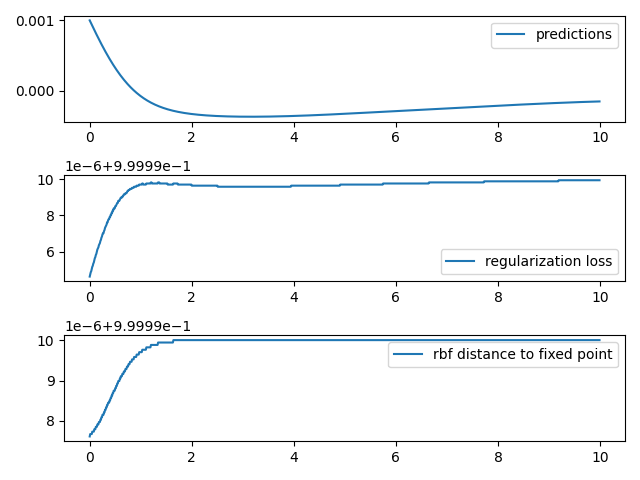 0.001
0.000
predictions
0 2 4 6 8 10
1e-6+9.9999e-1
10
8
6
regularization loss
0 2 4 6 8 10
1e-6+9.9999e-1
10
9
8
rbf distance to fixed point
0 2 4 6 8 10